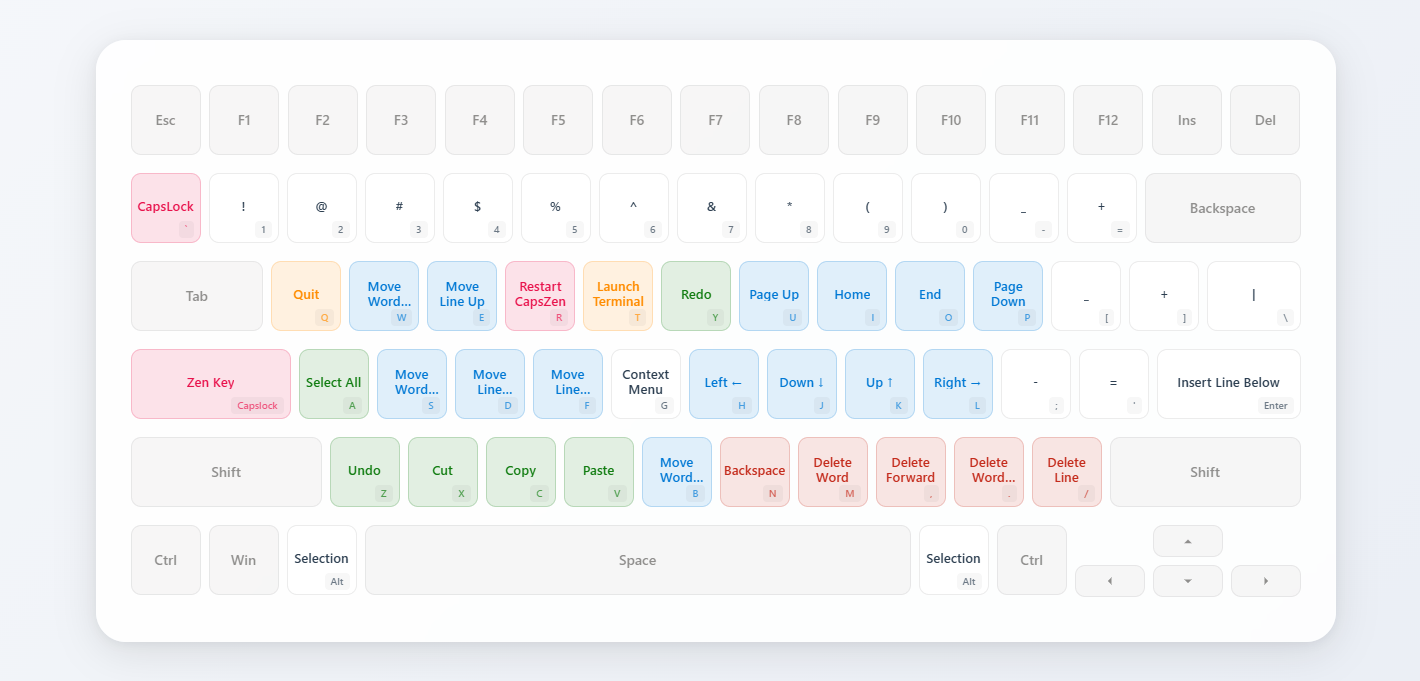 Esc
F1
F2
F3
F4
F5
F6
F7
F8
F9
F10
F11
F12
Ins
Del
CapsLock
`
!
1
@
2
#
3
$
4
%
5
^
6
&
7
*
8
(
9
)
0
_
-
+
=
Backspace
Tab
Quit
Q
Move
Word...
W
Move
Line Up
E
Restart
CapsZen
R
Launch
Terminal
T
Redo
Y
Page Up
U
Home
I
End
O
Page
Down
P
_
[
+
]
|
\
Zen Key
Capslock
Select All
A
Move
Word...
S
Move
Line...
D
Move
Line...
F
Context
Menu
G
Left ←
H
Down ↓
J
Up ↑
K
Right →
L
-
;
=
'
Insert Line Below
Enter
Shift
Undo
Z
Cut
X
Copy
C
Paste
V
Move
Word...
B
Backspace
N
Delete
Word
M
Delete
Forward
,
Delete
Word...
.
Delete
Line
/
Shift
Ctrl
Win
Selection
Alt
Space
Selection
Alt
Ctrl